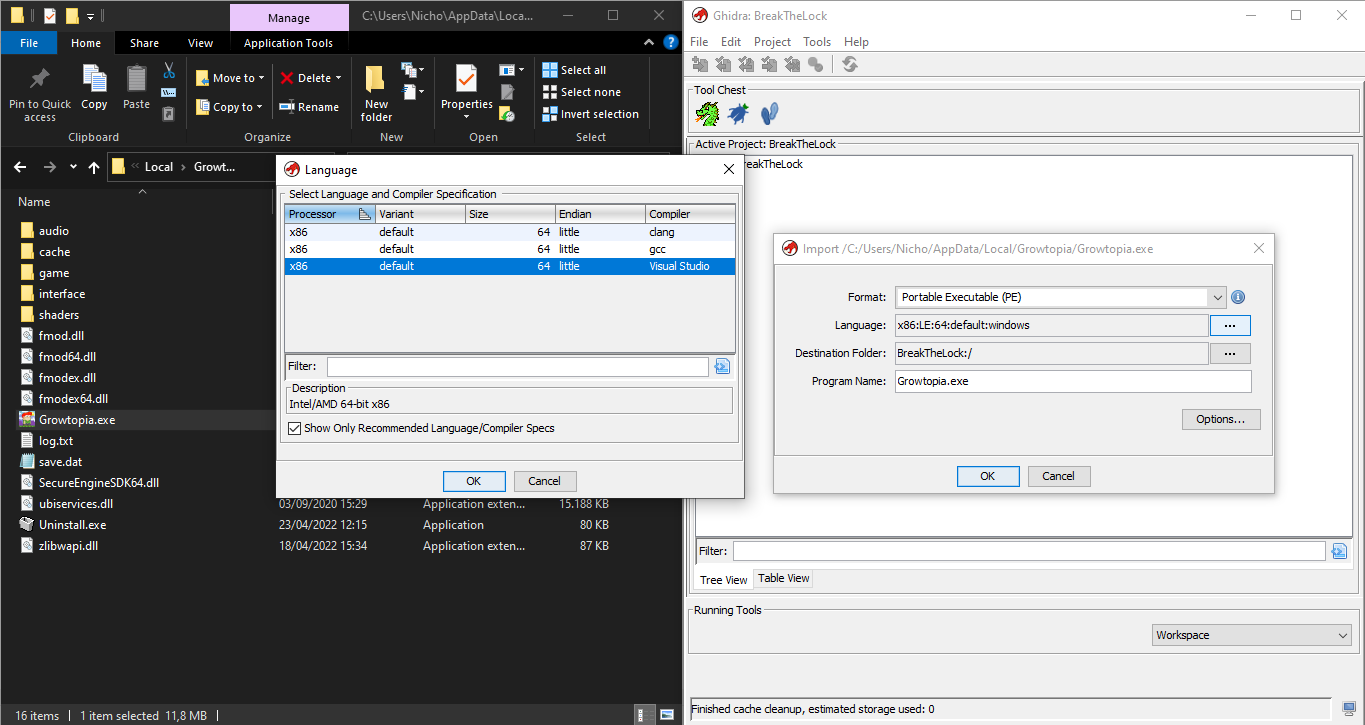 Manage
C:\Users\Nicho\AppData\Loca...
File
Home
Share
View
Application Tools
Pin to Quick access
Copy
Paste
Move to
Copy to
Delete
Rename
New folder
Properties
Select all
Select none
Invert selection
Clipboard
Organize
New
Open
Select
Local
Growt...
Name
audio
cache
game
interface
shaders
fmod.dll
fmod64.dll
fmodex.dll
fmodex64.dll
Growtopia.exe
log.txt
save.dat
SecureEngineSDK64.dll
ubiservices.dll 03/09/2020 15:29 Application exten... 15.188 KB
Uninstall.exe 23/04/2022 12:15 Application 80 KB
zlibwapi.dll 18/04/2022 15:34 Application exten... 87 KB
16 items
1 item selected 11,8 MB
Language
Select Language and Compiler Specification
Processor Variant Size Endian Compiler
x86 default 64 little clang
x86 default 64 little gcc
x86 default 64 little Visual Studio
Filter:
Description
Intel/AMD 64-bit x86
Show Only Recommended Language/Compiler Specs
OK
Cancel
Ghidra: BreakTheLock
File Edit Project Tools Help
Tool Chest
Active Project: BreakTheLock
reakTheLock
Import /C:/Users/Nicho/AppData/Local/Growtopia/Growtopia.exe
Format: Portable Executable (PE)
Language: x86:LE:64:default:windows
...
Destination Folder: BreakTheLock:/
...
Program Name: Growtopia.exe
Options...
OK
Cancel
Filter:
Tree View
Table View
Running Tools
Workspace
Finished cache cleanup, estimated storage used: 0